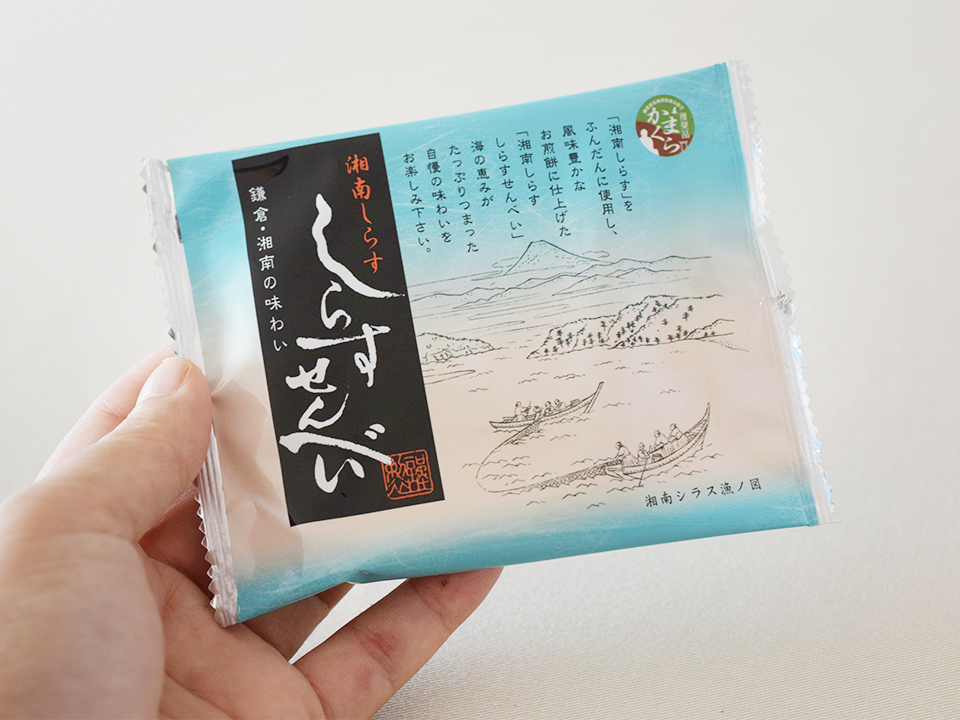 かまくら
推奨品
「湘南しらす」を
ふんだんに使用し、
風味豊かな
お煎餅に仕上げた
「湘南しらす
しらすせんべい」
海の恵みが
たっぷりつまった
自慢の味わいを
お楽しみ下さい。
湘南しらす
しらすせんべい
鎌倉・湘南の味わい
湘南シラス漁ノ図